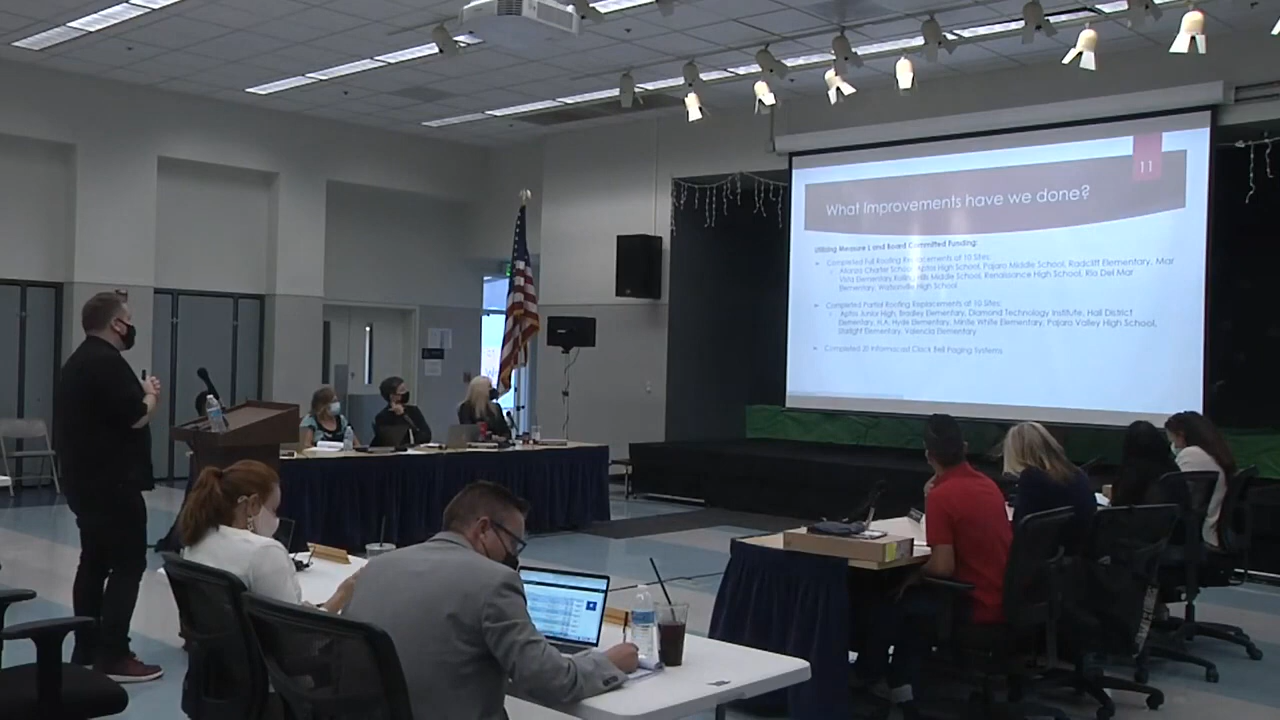 11
What Improvements have we done?
Utilizing Measure L and Board Committed Funding:
Completed Full Roofing Replacements at 10 Sites:
Alianza Charter School, Aptos High School, Pajaro Middle School, Radcliff Elementary, Mar
Vista Elementary, Rolling Hills Middle School, Renaissance High School, Rio Del Mar
Elementary, Watsonville High School
Completed Partial Roofing Replacements at 10 Sites:
Aptos Junior High, Bradley Elementary, Diamond Technology Institute, Hall District
Elementary, H.A. Hyde Elementary, Mintie White Elementary, Pajaro Valley High School,
Starlight Elementary, Valencia Elementary
Completed Informacast Clock Bell Paging Systems